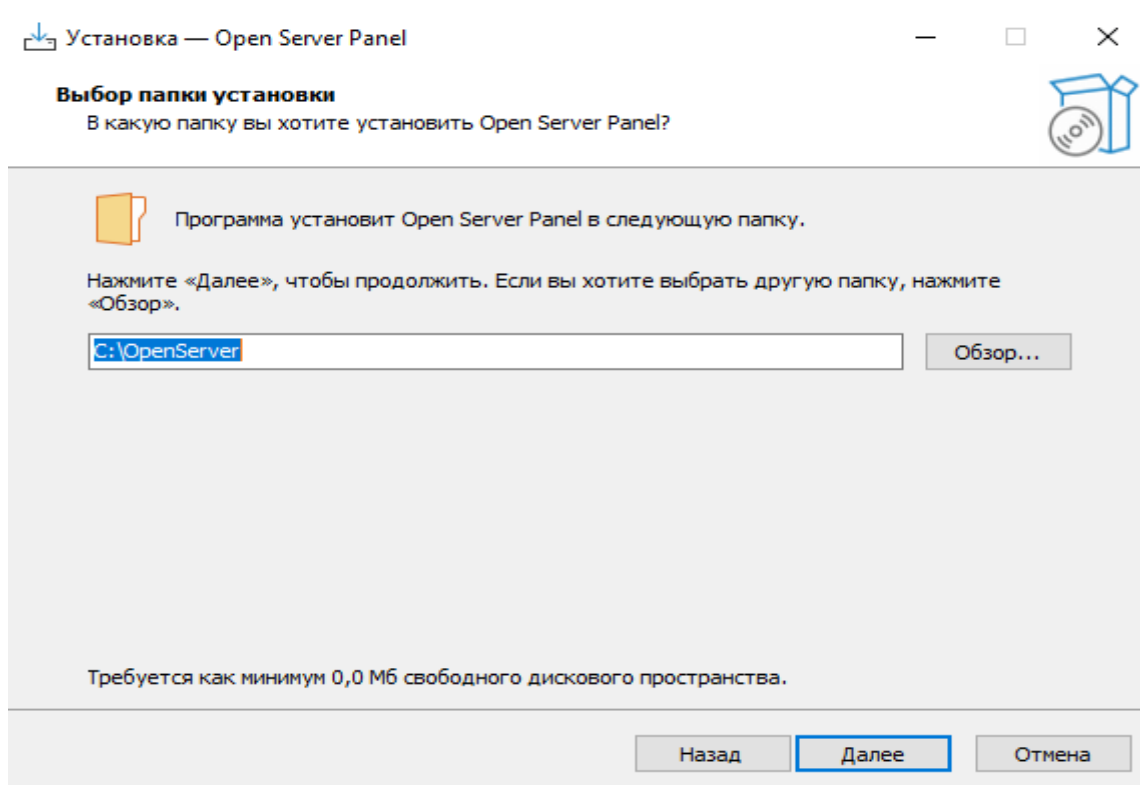 Установка — Open Server Panel
Выбор папки установки
В какую папку вы хотите установить Open Server Panel?
Программа установит Open Server Panel в следующую папку.
Нажмите «Далее», чтобы продолжить. Если вы хотите выбрать другую папку, нажмите
«Обзор».
C:\OpenServer
Обзор...
Требуется как минимум 0,0 Мб свободного дискового пространства.
Назад
Далее
Отмена